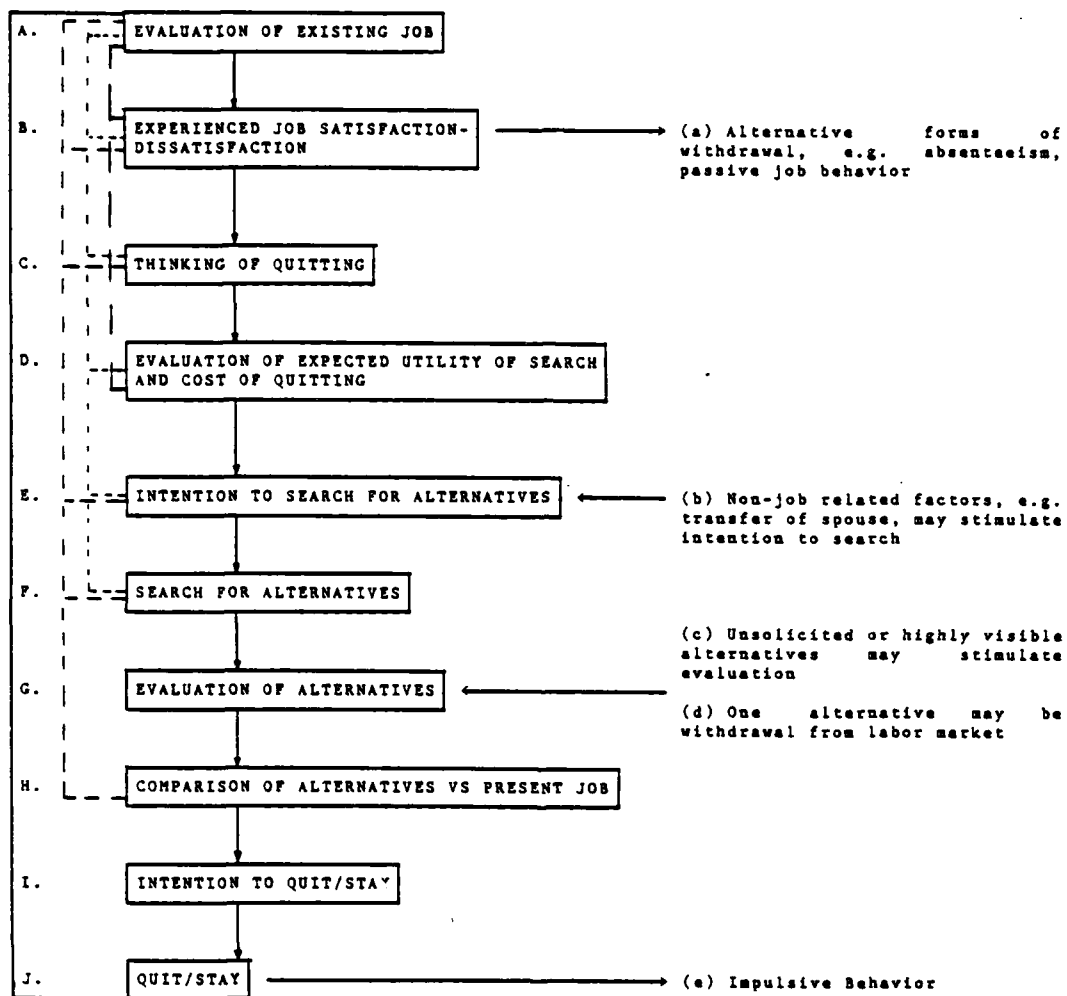 A. EVALUATION OF EXISTING JOB
B. EXPERIENCED JOB SATISFACTION-
DISSATISFACTION
(a) Alternative forms of
withdrawal, e.g. absenteeism,
passive job behavior
C. THINKING OF QUITTING
D. EVALUATION OF EXPECTED UTILITY OF SEARCH
AND COST OF QUITTING
E. INTENTION TO SEARCH FOR ALTERNATIVES
(b) Non-job related factors, e.g.
transfer of spouse, may stimulate
intention to search
F. SEARCH FOR ALTERNATIVES
(c) Unsolicited or highly visible
alternatives may stimulate
evaluation
G. EVALUATION OF ALTERNATIVES
(d) One alternative may be
withdrawal from labor market
H. COMPARISON OF ALTERNATIVES VS PRESENT JOB
I. INTENTION TO QUIT/STAY
J. QUIT/STAY
(e) Impulsive Behavior